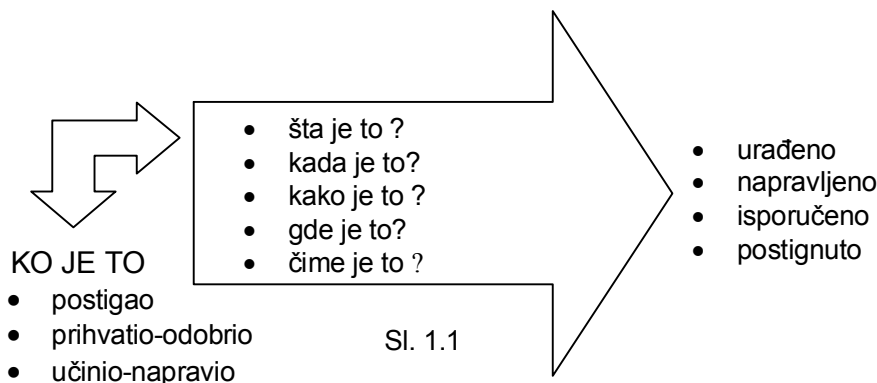 • šta je to ?
• kada je to?
• kako je to ?
• gde je to?
• čime je to ?
• urađeno
• napravljeno
• isporučeno
• postignuto
KO JE TO
• postigao
• prihvatio-odobrio
• učinio-napravio
Sl. 1.1